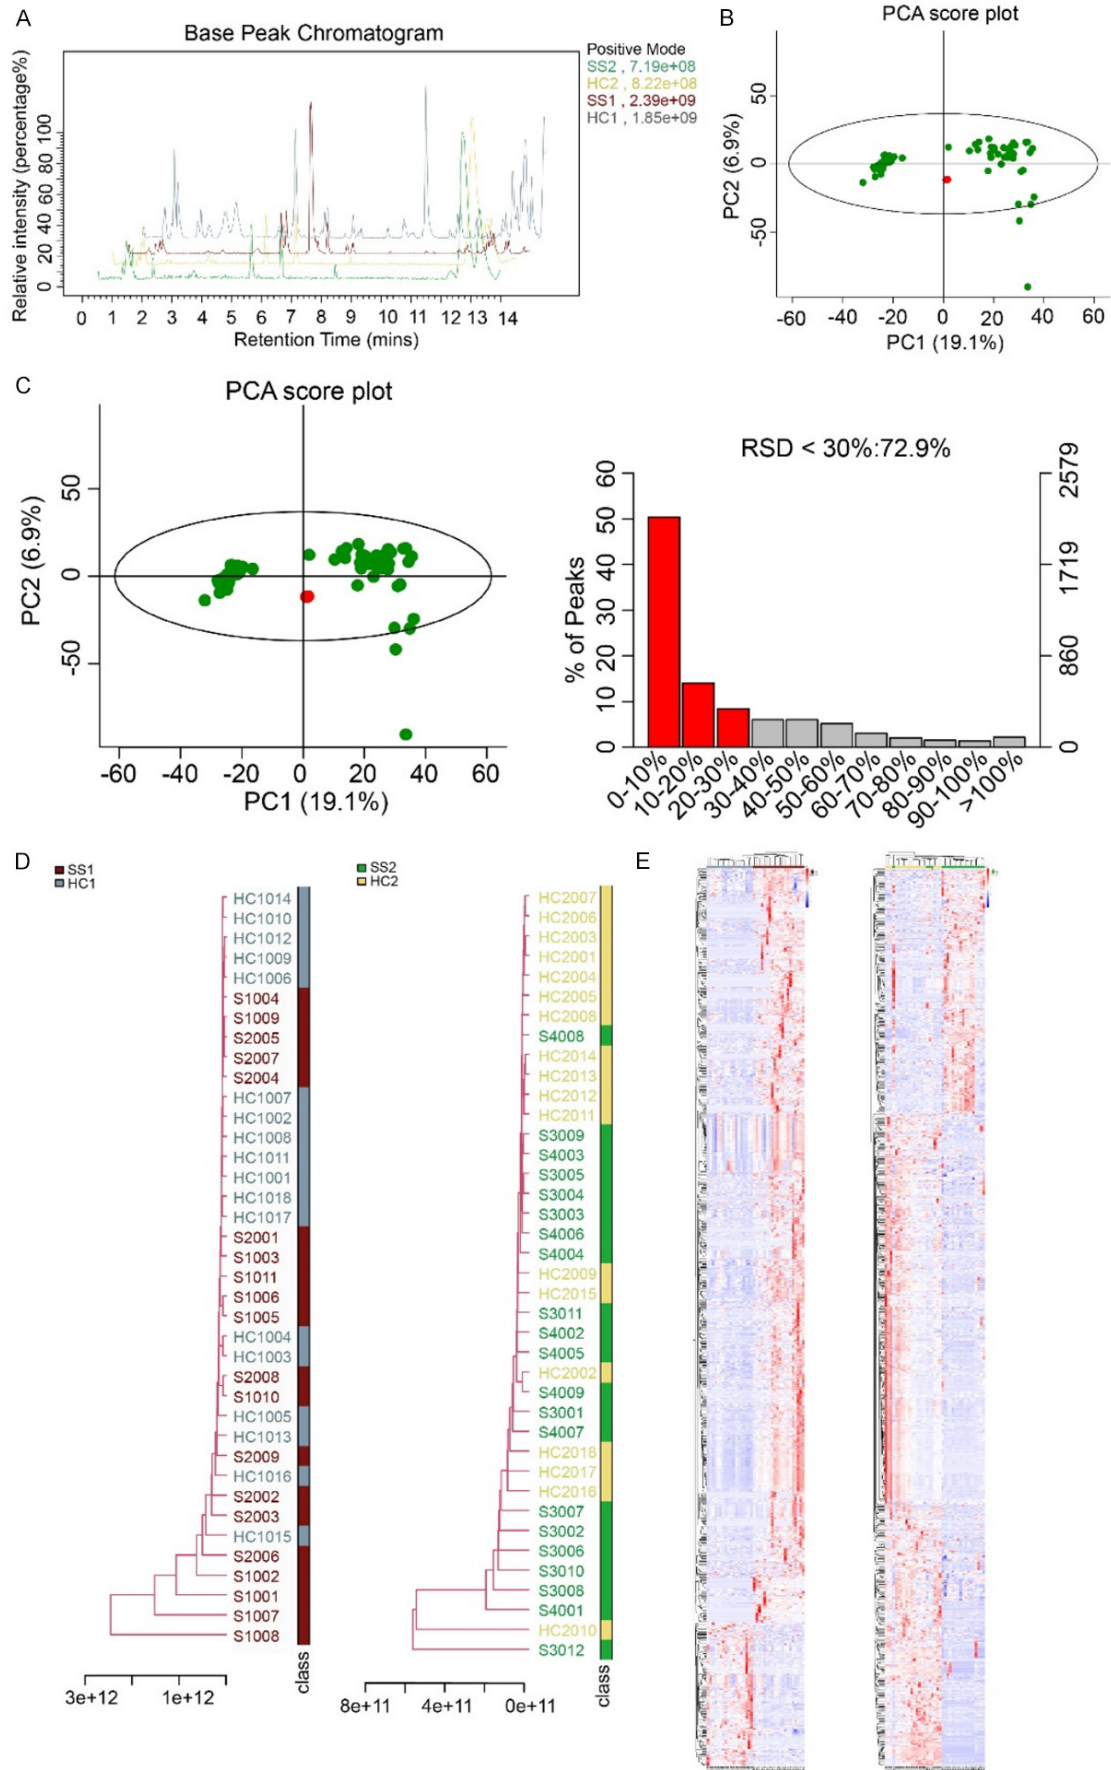 A
Base Peak Chromatogram
Relative intensity (percentage%)
100
80
60
40
20
0
0 1 2 3 4 5 6 7 8 9 10 11 12 13 14
Retention Time (mins)
Positive Mode
SS2 , 7.19e+08
HC2 , 8.22e+08
SS1 , 2.39e+09
HC1 , 1.85e+09
B
PCA score plot
PC2 (6.9%)
50
0
-50
-60 -40 -20 0 20 40 60
PC1 (19.1%)
C
PCA score plot
PC2 (6.9%)
50
0
-50
-60 -40 -20 0 20 40 60
PC1 (19.1%)
RSD < 30%:72.9%
% of Peaks
60
50
40
30
20
10
0
2579
1719
860
0
0-10%
10-20%
20-30%
30-40%
40-50%
50-60%
60-70%
70-80%
80-90%
90-100%
>100%
D
SS1
HC1
HC1014
HC1010
HC1012
HC1009
HC1006
S1004
S1009
S2005
S2007
S2004
HC1007
HC1002
HC1008
HC1011
HC1001
HC1018
HC1017
S2001
S1003
S1011
S1006
S1005
HC1004
HC1003
S2008
S1010
HC1005
HC1013
S2009
HC1016
S2002
S2003
HC1015
S2006
S1002
S1001
S1007
S1008
class
3e+12 1e+12
SS2
HC2
HC2007
HC2006
HC2003
HC2001
HC2004
HC2005
HC2008
S4008
HC2014
HC2013
HC2012
HC2011
S3009
S4003
S3005
S3004
S3003
S4006
S4004
HC2009
HC2015
S3011
S4002
S4005
HC2002
S4009
S3001
S4007
HC2018
HC2017
HC2016
S3007
S3002
S3006
S3010
S3008
S4001
HC2010
S3012
class
8e+11 4e+11 0e+11
E